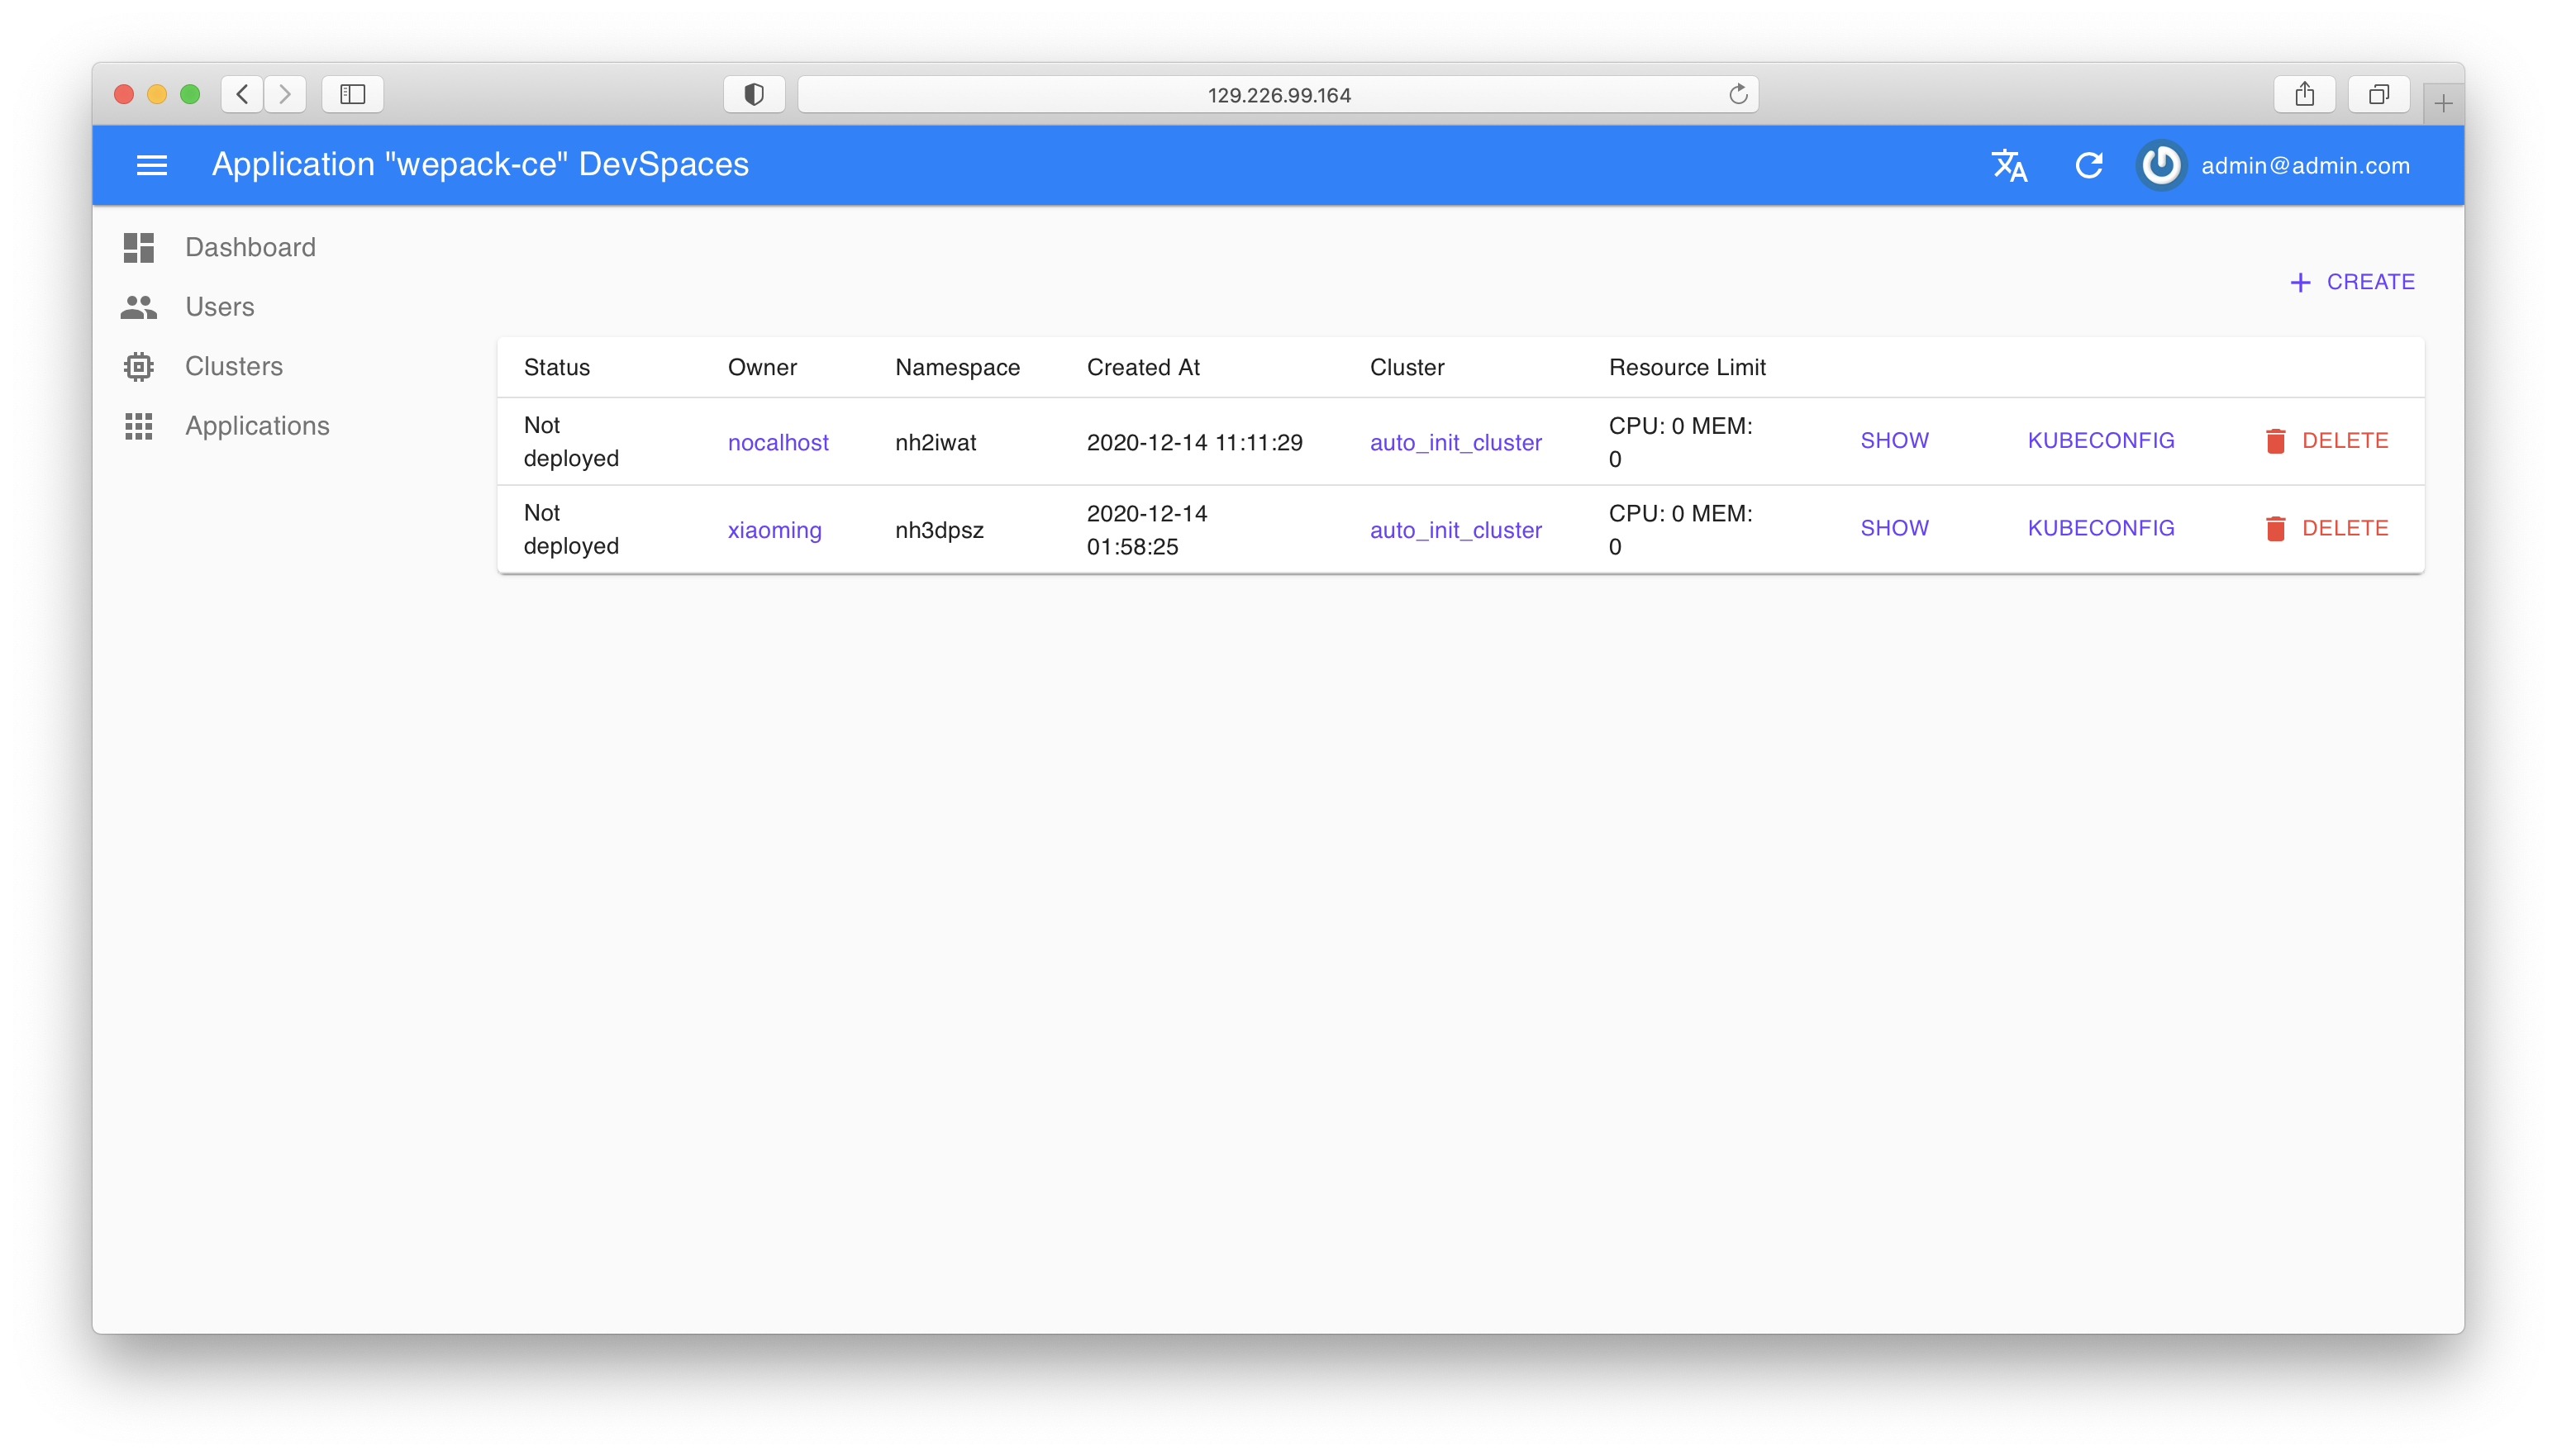 129.226.99.164
Application "wepack-ce" DevSpaces
admin@admin.com
Dashboard
Users
Clusters
Applications
CREATE
Status Owner Namespace Created At Cluster Resource Limit
Not deployed nocalhost nh2iwat 2020-12-14 11:11:29 auto_init_cluster CPU: 0 MEM: 0 SHOW KUBECONFIG DELETE
Not deployed xiaoming nh3dpsz 2020-12-14 01:58:25 auto_init_cluster CPU: 0 MEM: 0 SHOW KUBECONFIG DELETE